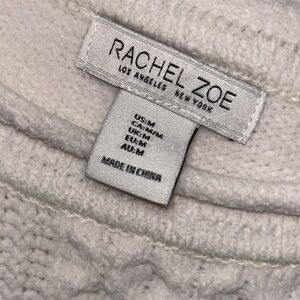 RACHEL ZOE
LOS ANGELES NEW YORK
US:M
CA:M/M
UK:M
EU:M
AU:M
MADE IN CHINA